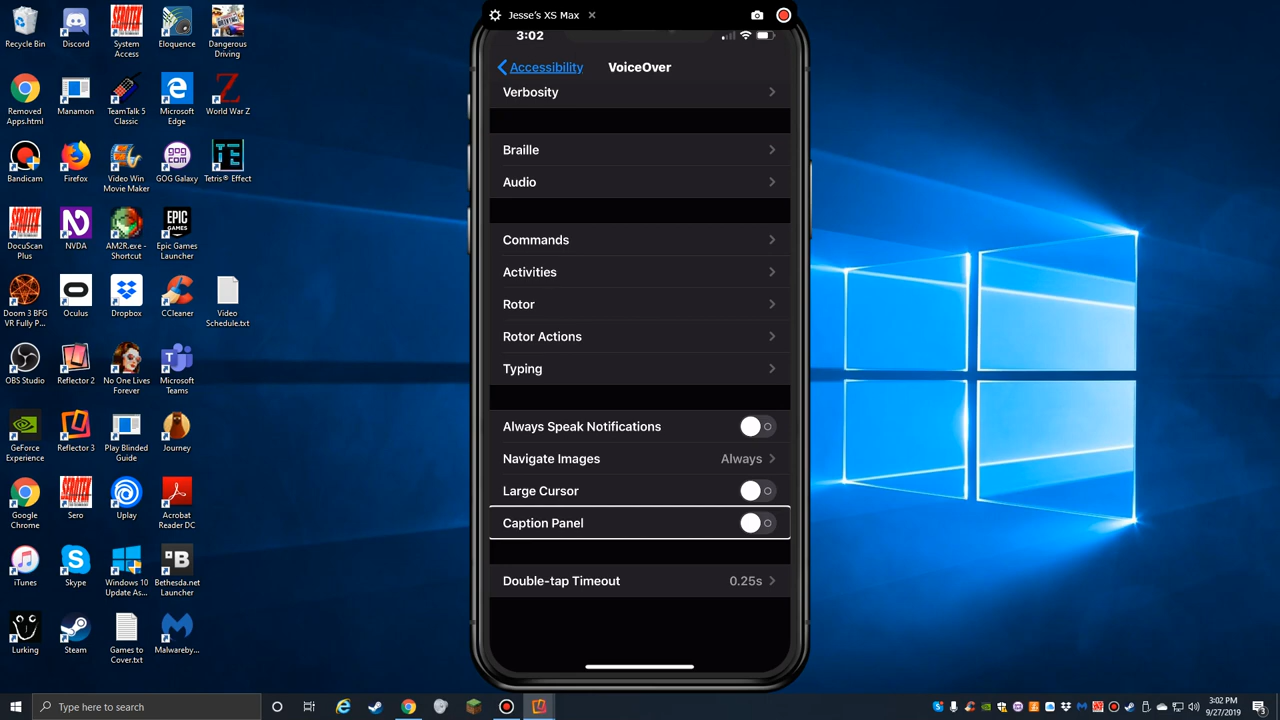 Recycle Bin
Discord
System Access
Eloquence
Dangerous Driving
Removed Apps.html
Manamon
TeamTalk 5 Classic
Microsoft Edge
World War Z
Bandicam
Firefox
Video Win Movie Maker
GOG Galaxy
Tetris® Effect
DocuScan Plus
NVDA
AM2R.exe - Shortcut
Epic Games Launcher
Doom 3 BFG VR Fully P...
Oculus
Dropbox
CCleaner
Video Schedule.txt
OBS Studio
Reflector 2
No One Lives Forever
Microsoft Teams
GeForce Experience
Reflector 3
Play Blinded Guide
Journey
Google Chrome
Sero
Uplay
Acrobat Reader DC
iTunes
Skype
Windows 10 Update As...
Bethesda.net Launcher
Lurking
Steam
Games to Cover.txt
Malwareby...
Jesse's XS Max
3:02
Accessibility
VoiceOver
Verbosity
Braille
Audio
Commands
Activities
Rotor
Rotor Actions
Typing
Always Speak Notifications
Navigate Images Always
Large Cursor
Caption Panel
Double-tap Timeout 0.25s
Type here to search
3:02 PM
9/27/2019